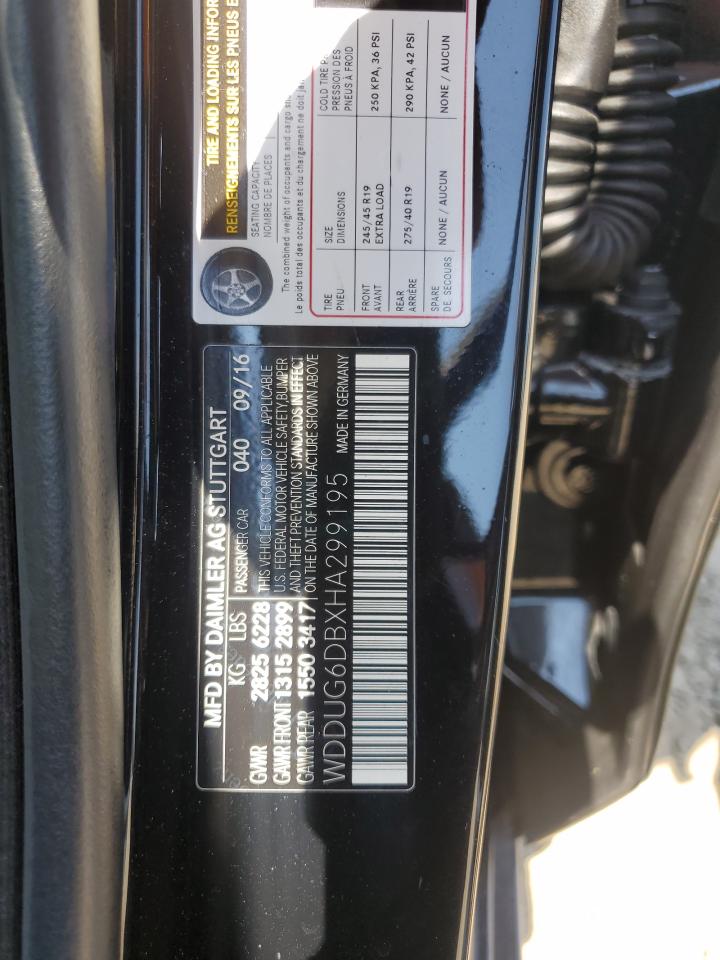 TIRE AND LOADING INFOR
RENSEIGNEMENTS SUR LES PNEUS E
SEATING CAPACITY
NOMBRE DE PLACES
The combined weight of occupants and cargo sh
Le poids total des occupants et du chargement ne doit jam
TIRE
PNEU
SIZE
DIMENSIONS
COLD TIRE
PRESSION DES
PNEUS À FROID
FRONT
AVANT
245/45 R19
EXTRA LOAD
250 KPA, 36 PSI
REAR
ARRIÈRE
275/40 R19
290 KPA, 42 PSI
SPARE
DE SECOURS
NONE / AUCUN
NONE / AUCUN
MFD BY DAIMLER AG STUTTGART
KG LBS PASSENGER CAR 040 09/16
GVWR 2825 6228
GAWR FRONT 1315 2899
GAWR REAR 1550 3417
THIS VEHICLE CONFORMS TO ALL APPLICABLE
U.S. FEDERAL MOTOR VEHICLE SAFETY, BUMPER
AND THEFT PREVENTION STANDARDS IN EFFECT
ON THE DATE OF MANUFACTURE SHOWN ABOVE
WDDUG6DBXHA299195 MADE IN GERMANY